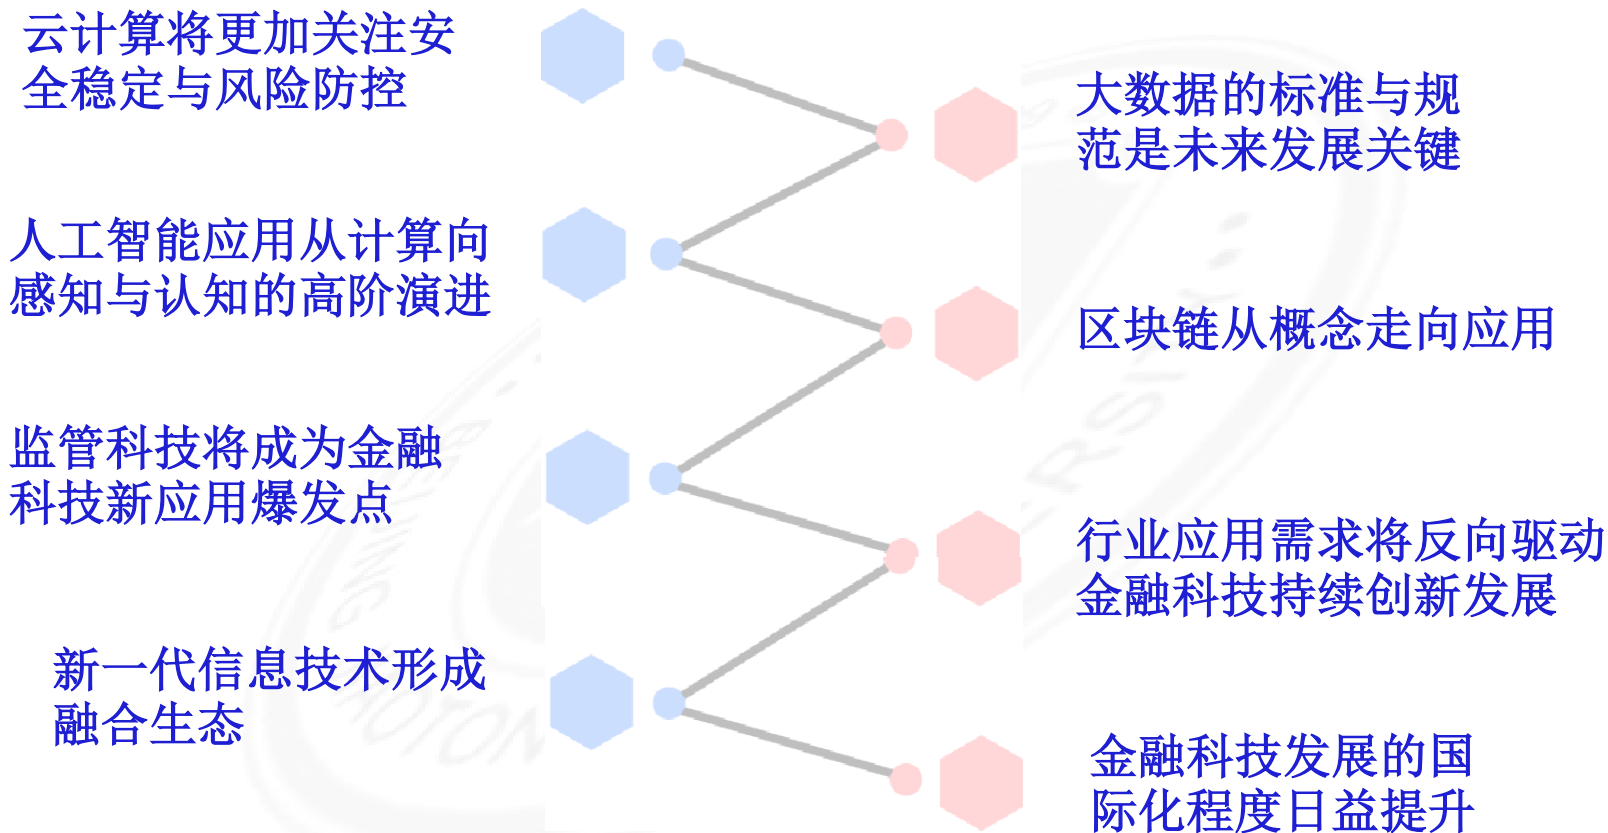 云计算将更加关注安
全稳定与风险防控
大数据的标准与规
范是未来发展关键
人工智能应用从计算向
感知与认知的高阶演进
区块链从概念走向应用
监管科技将成为金融
科技新应用爆发点
行业应用需求将反向驱动
金融科技持续创新发展
新一代信息技术形成
融合生态
金融科技发展的国
际化程度日益提升